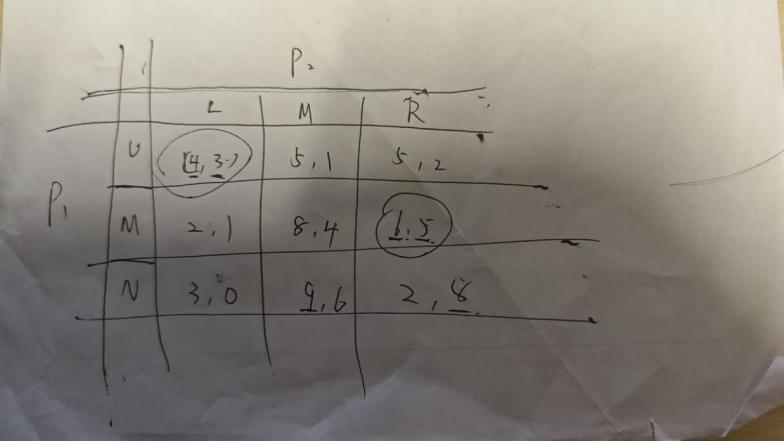 P2
L M R
U (4, 3) 5, 1 5, 2
P1
M 2, 1 8, 4 6, 5
N 3, 0 9, 6 2, 8